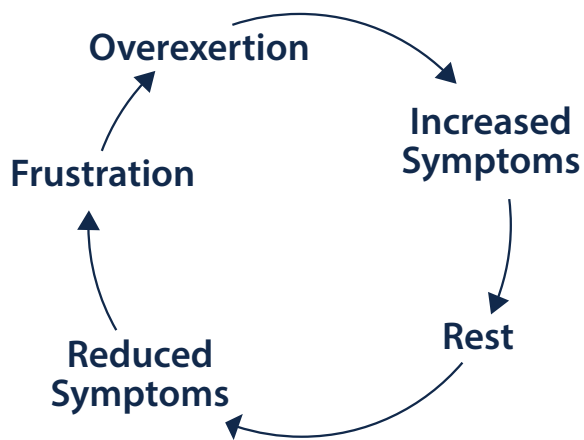 Overexertion
Increased
Symptoms
Rest
Reduced
Symptoms
Frustration